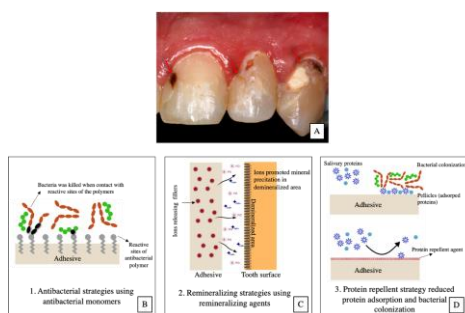 A
Bacteria was killed when contact
with reactive sites of the polymers
Reactive
sites of
antibacterial
polymer
Adhesive
1. Antibacterial strategies using
antibacterial monomers
B
Ions releasing fillers
Ions promoted mineral
precipitation in
demineralized area
Demineralized area
Adhesive
Tooth surface
2. Remineralizing strategies using
remineralizing agents
C
Salivary proteins
Bacterial colonization
Adhesive
Pellicles (adsorbed
proteins)
Protein repellent agent
Adhesive
3. Protein repellent strategy reduced
protein adsorption and bacterial
colonization
D